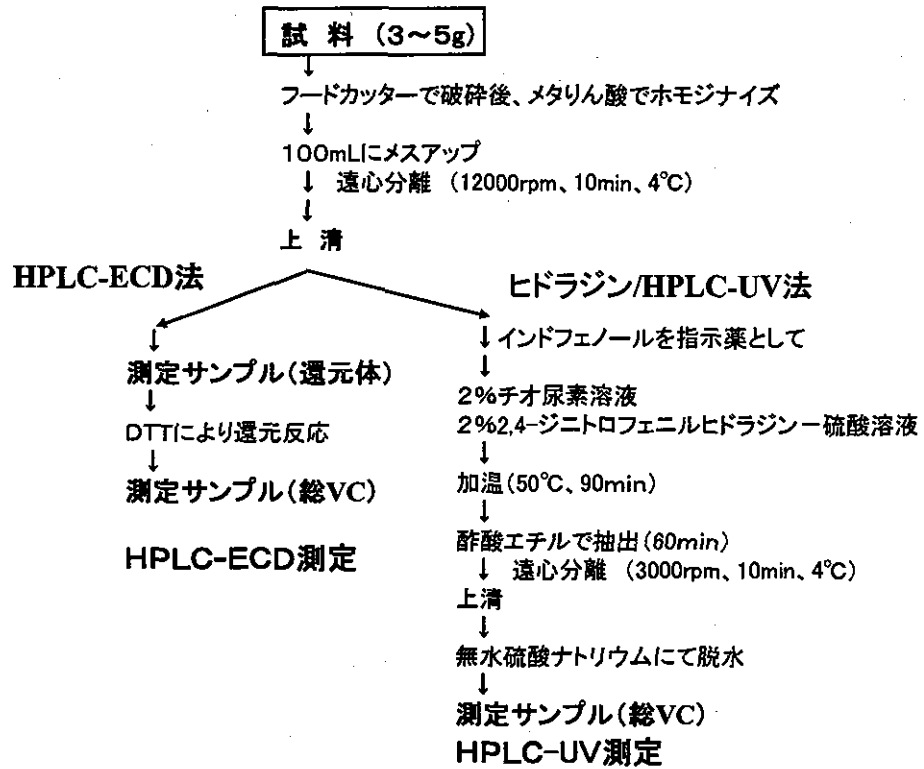 試 料 (3~5g)
フードカッターで破砕後、メタりん酸でホモジナイズ
100mLにメスアップ
遠心分離 (12000rpm、10min、4℃)
上 清
HPLC-ECD法
測定サンプル(還元体)
DTTにより還元反応
測定サンプル(総VC)
HPLC-ECD測定
ヒドラジン/HPLC-UV法
インドフェノールを指示薬として
2%チオ尿素溶液
2%2,4-ジニトロフェニルヒドラジン-硫酸溶液
加温(50℃、90min)
酢酸エチルで抽出(60min)
遠心分離 (3000rpm、10min、4℃)
上清
無水硫酸ナトリウムにて脱水
測定サンプル(総VC)
HPLC-UV測定